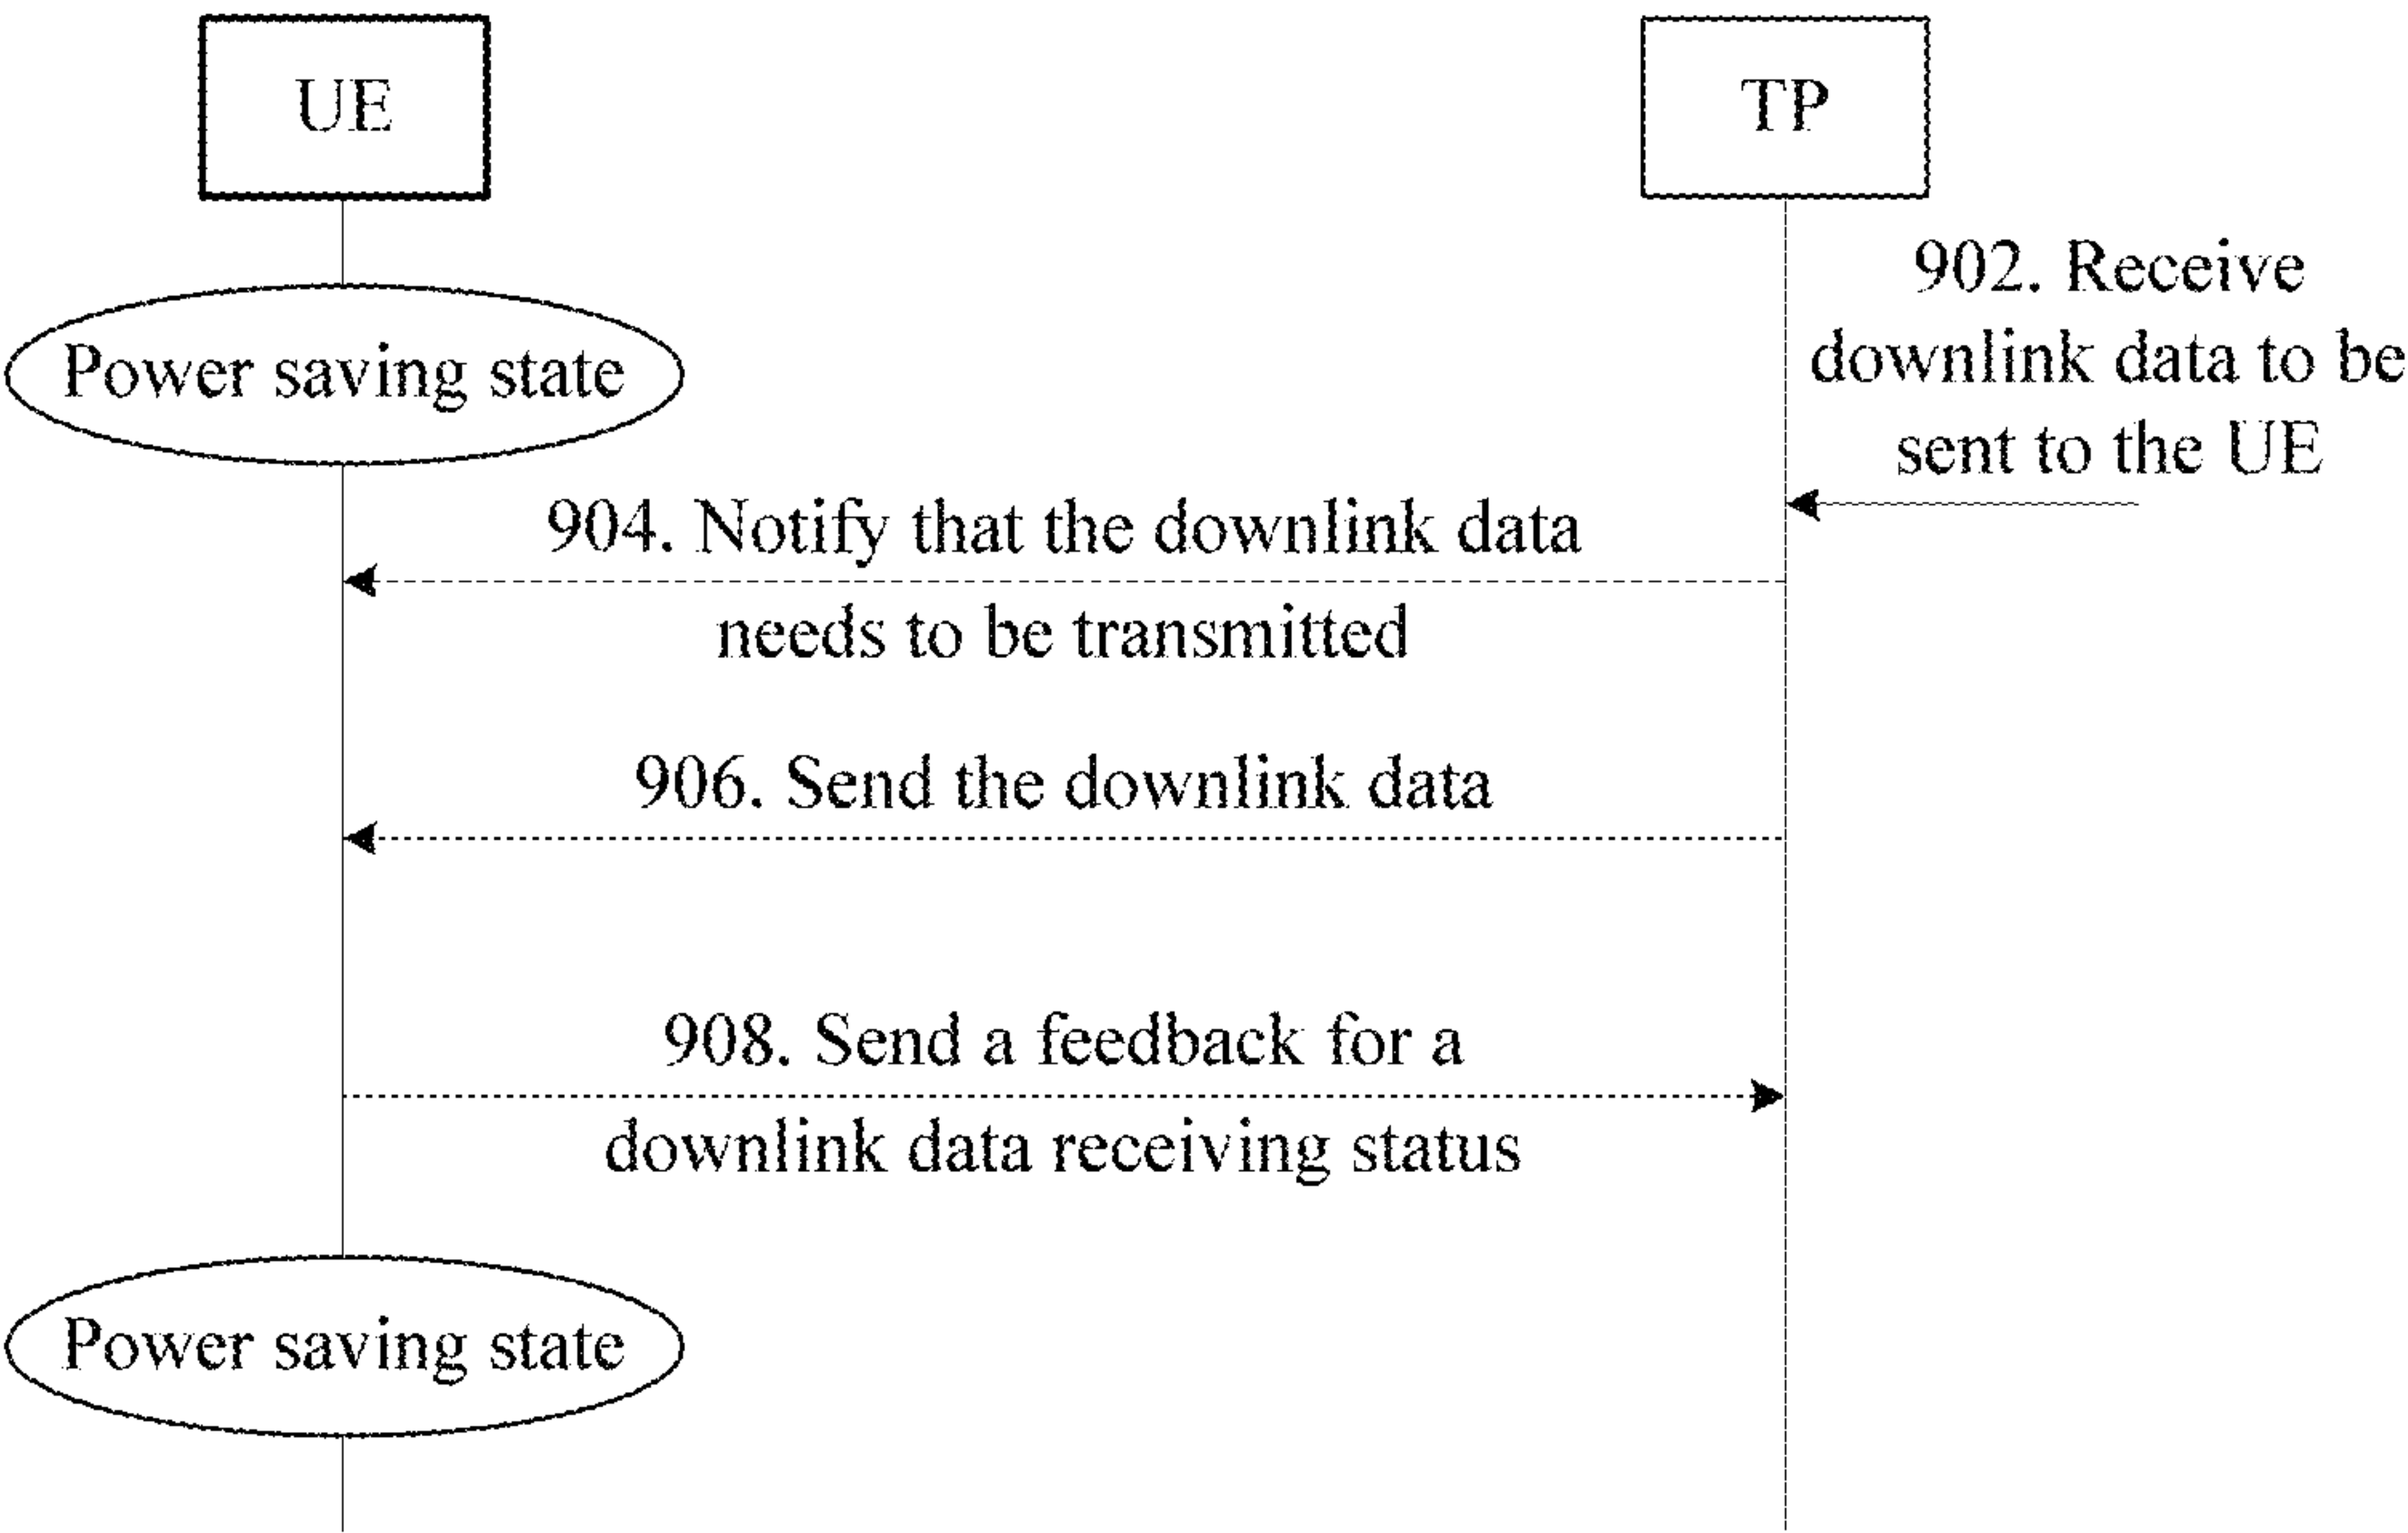 UE
TP
902. Receive
downlink data to be
sent to the UE
Power saving state
904. Notify that the downlink data
needs to be transmitted
906. Send the downlink data
908. Send a feedback for a
downlink data receiving status
Power saving state